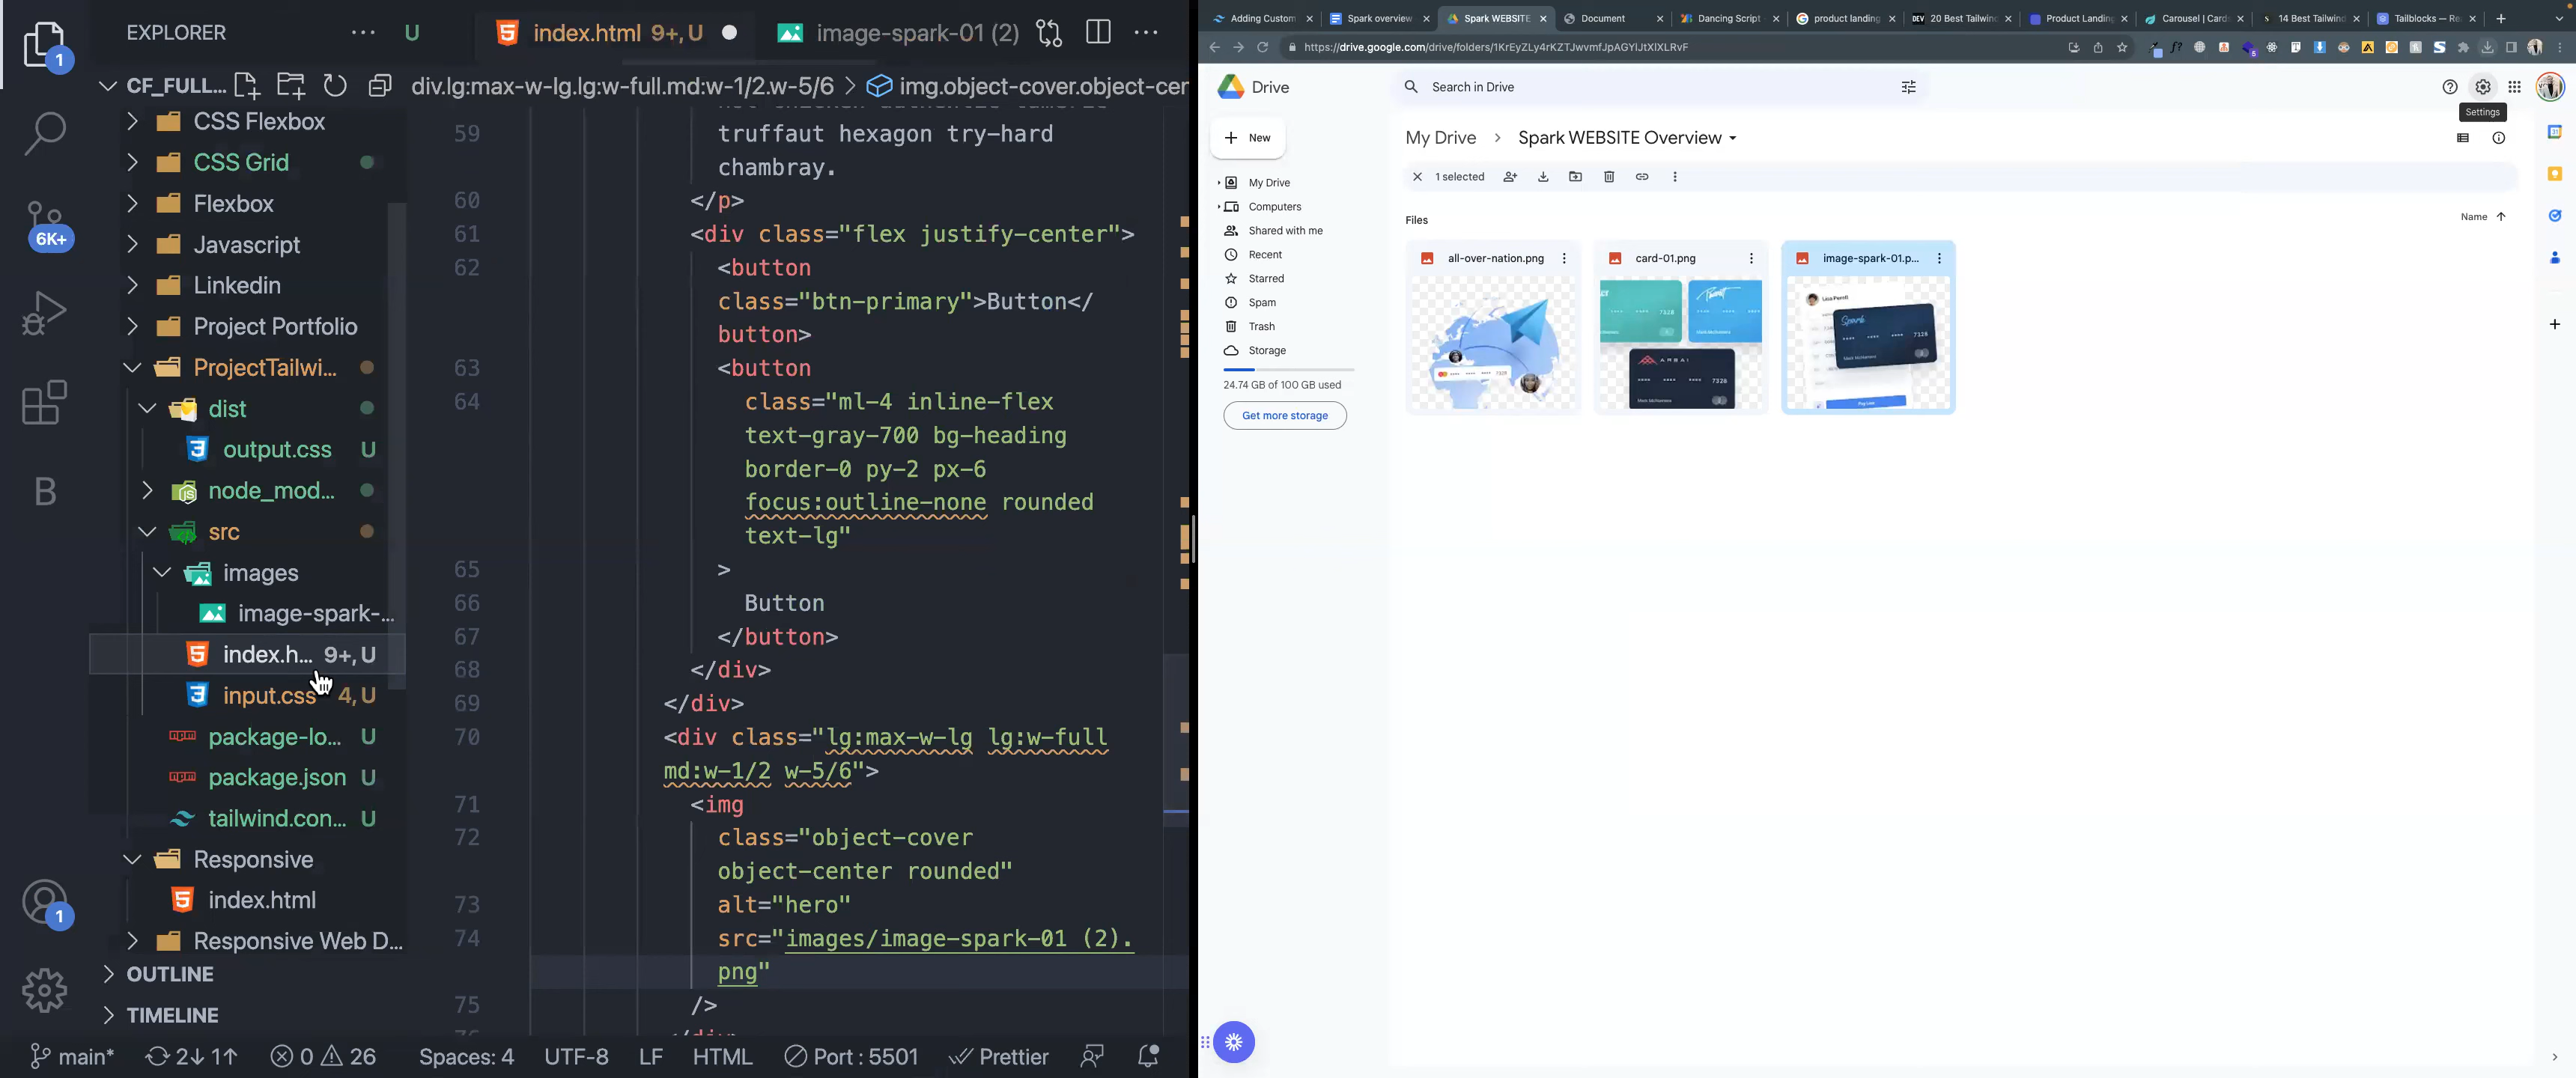 EXPLORER
U
index.html 9+, U
image-spark-01 (2)
1
CF_FULL...
div.lg:max-w-lg.lg:w-full.md:w-1/2.w-5/6
img.object-cover.object-cer
CSS Flexbox
CSS Grid
Flexbox
Javascript
Linkedin
Project Portfolio
ProjectTailwi...
dist
output.css U
node_mod...
src
images
image-spark-...
index.h... 9+, U
input.css 4, U
package-lo... U
package.json U
tailwind.con... U
Responsive
index.html
Responsive Web D...
OUTLINE
TIMELINE
6K+
B
1
59
truffaut hexagon try-hard
chambray.
60 </p>
61 <div class="flex justify-center">
62 <button
class="btn-primary">Button</
button>
63 <button
64 class="ml-4 inline-flex
text-gray-700 bg-heading
border-0 py-2 px-6
focus:outline-none rounded
text-lg"
65 >
66 Button
67 </button>
68 </div>
69 </div>
70 <div class="lg:max-w-lg lg:w-full
md:w-1/2 w-5/6">
71 <img
72 class="object-cover
object-center rounded"
73 alt="hero"
74 src="images/image-spark-01 (2).
png"
75 />
main* 2↓ 1↑ 0 26 Spaces: 4 UTF-8 LF HTML Port : 5501 Prettier
Adding Custom
Spark overview
Spark WEBSITE
Document
Dancing Script
product landing
20 Best Tailwin
Product Landin
Carousel | Card
14 Best Tailwind
Tailblocks — Re
https://drive.google.com/drive/folders/1KrEyZLy4rKZTJwvmfJpAGYlJtXIXLRvF
Drive
Search in Drive
Settings
New
My Drive
Computers
Shared with me
Recent
Starred
Spam
Trash
Storage
24.74 GB of 100 GB used
Get more storage
My Drive > Spark WEBSITE Overview
1 selected
Files
Name
all-over-nation.png
card-01.png
image-spark-01.p...
7328
7328
ARBAI
7328
Spark
7328